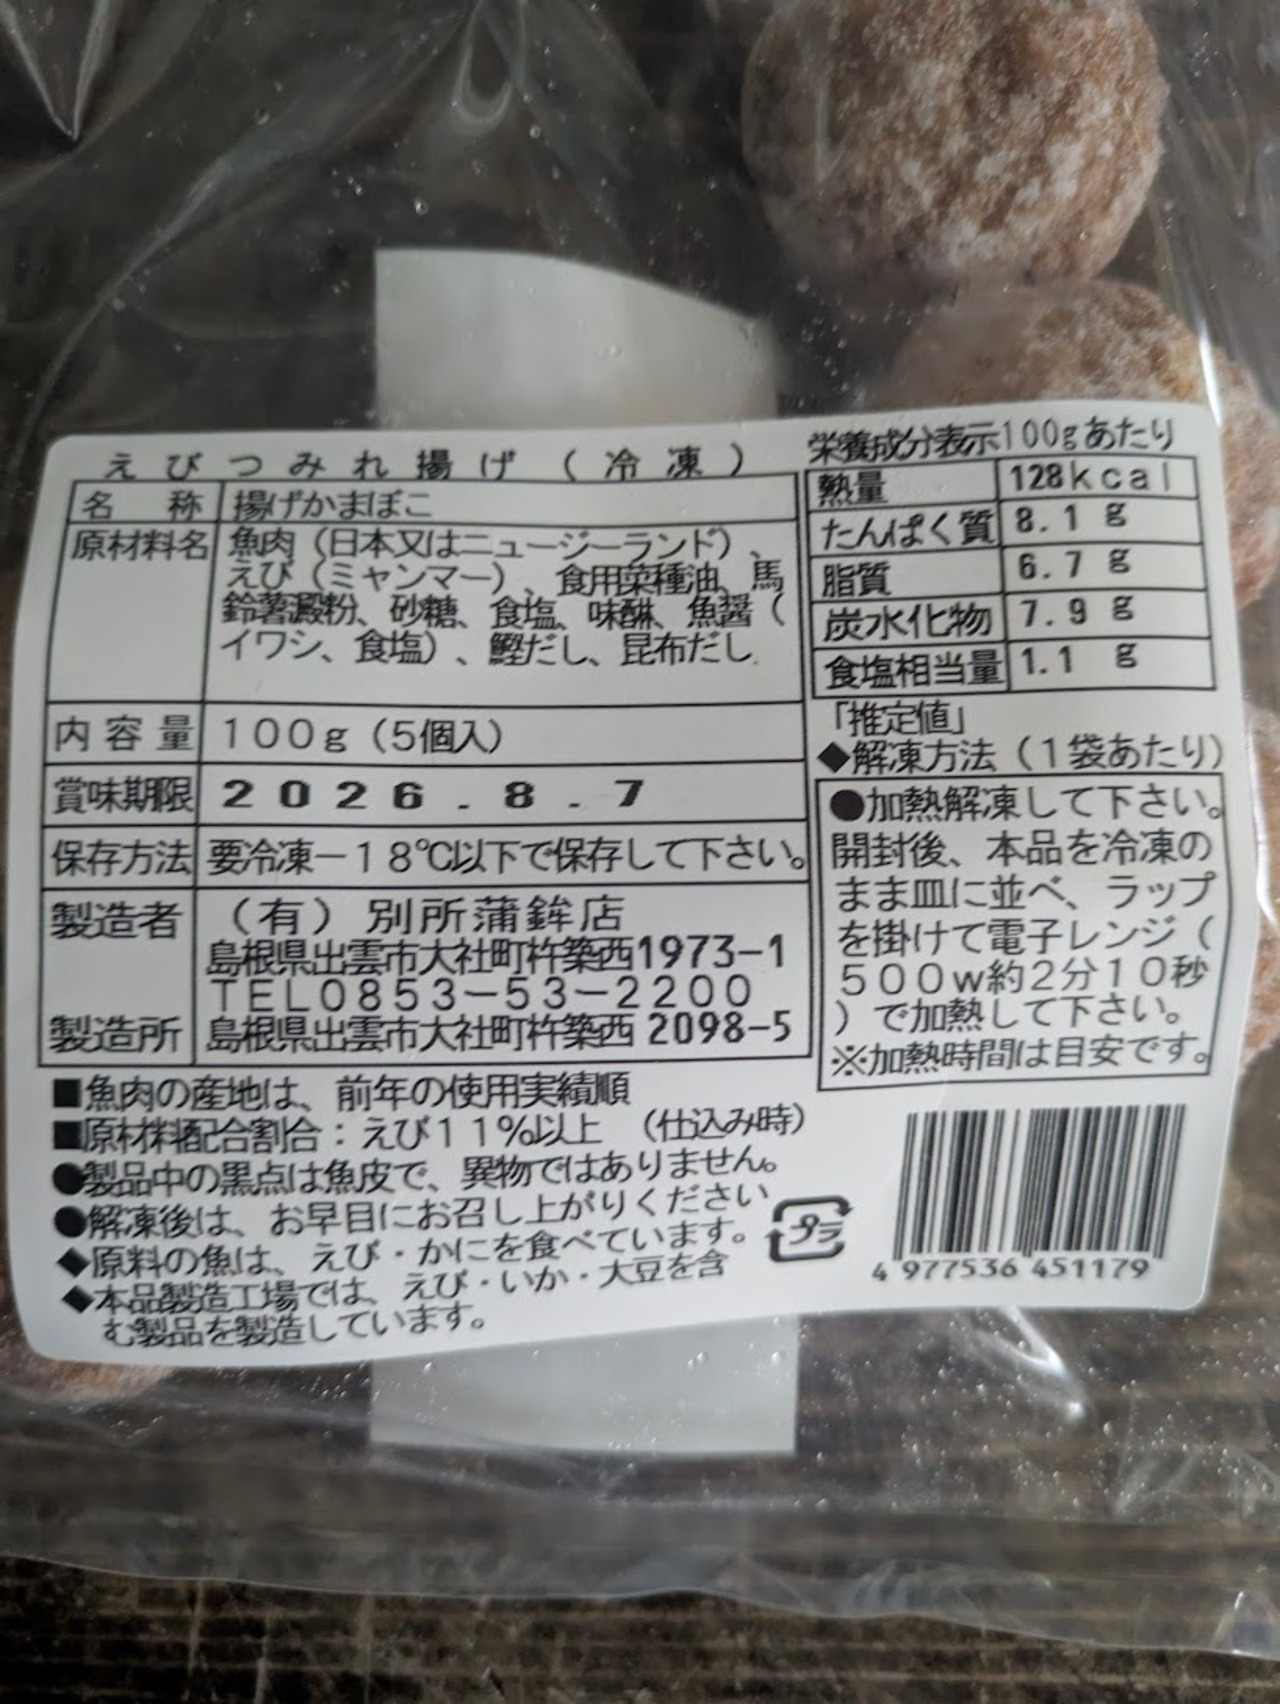 えびつみれ揚げ（冷凍）
名　称 揚げかまぼこ
原材料名 魚肉（日本又はニュージーランド）、
えび（ミャンマー）、食用菜種油、馬
鈴薯澱粉、砂糖、食塩、味醂、魚醤（
イワシ、食塩）、鰹だし、昆布だし
内容量 100g（5個入）
賞味期限 2026.8.7
保存方法 要冷凍－18℃以下で保存して下さい。
製造者 （有）別所蒲鉾店
島根県出雲市大社町杵築西1973-1
TEL0853－53－2200
製造所 島根県出雲市大社町杵築西 2098-5
栄養成分表示100gあたり
熱量 128kcal
たんぱく質 8.1 g
脂質 6.7 g
炭水化物 7.9 g
食塩相当量 1.1 g
「推定値」
◆解凍方法（1袋あたり）
●加熱解凍して下さい。
開封後、本品を冷凍の
まま皿に並べ、ラップ
を掛けて電子レンジ（
500w約2分10秒
）で加熱して下さい。
※加熱時間は目安です。
■魚肉の産地は、前年の使用実績順
■原材料配合割合：えび11%以上　（仕込み時）
●製品中の黒点は魚皮で、異物ではありません。
●解凍後は、お早目にお召し上がりください
◆原料の魚は、えび・かにを食べています。
◆本品製造工場では、えび・いか・大豆を含
む製品を製造しています。
プラ
4 977536 451179